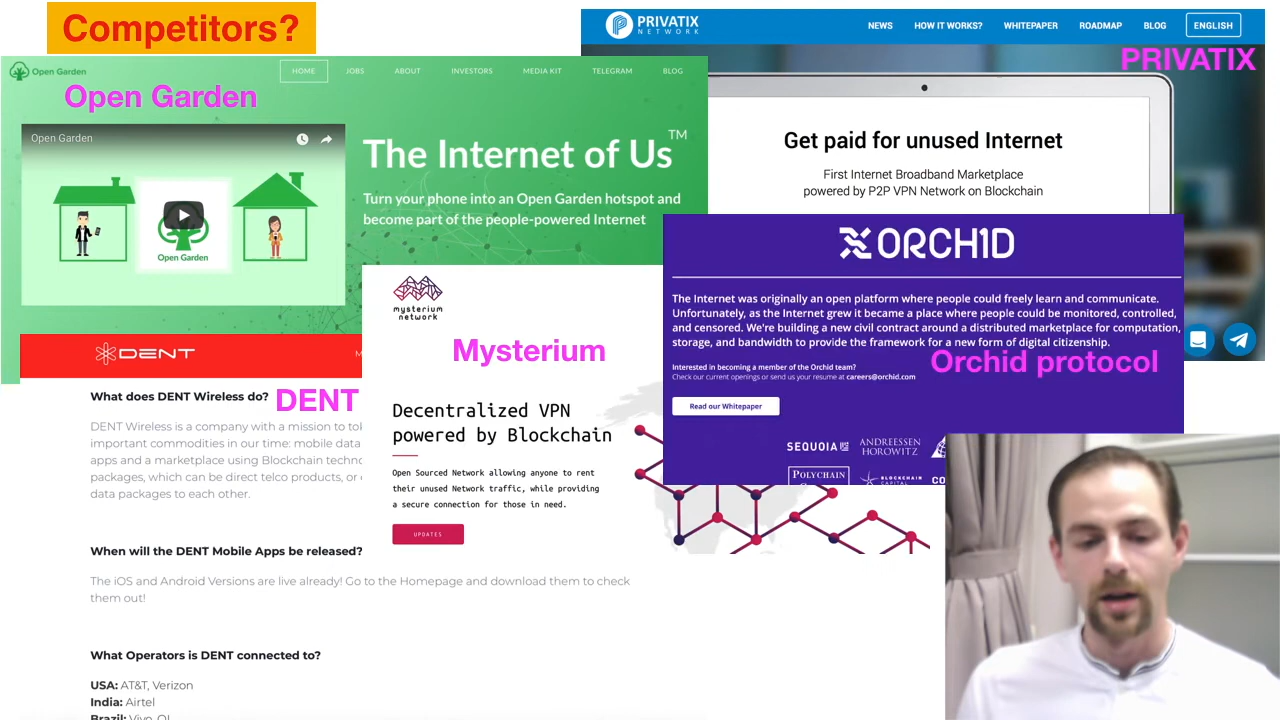 Competitors?
Open Garden
HOME JOBS ABOUT INVESTORS MEDIA KIT TELEGRAM BLOG
Open Garden
Open Garden
Open Garden
The Internet of Us™
Turn your phone into an Open Garden hotspot and
become part of the people-powered Internet
PRIVATIX
NETWORK
NEWS HOW IT WORKS? WHITEPAPER ROADMAP BLOG ENGLISH
PRIVATIX
Get paid for unused Internet
First Internet Broadband Marketplace
powered by P2P VPN Network on Blockchain
ORCH1D
The Internet was originally an open platform where people could freely learn and communicate.
Unfortunately, as the Internet grew it became a place where people could be monitored, controlled,
and censored. We're building a new civil contract around a distributed marketplace for computation,
storage, and bandwidth to provide the framework for a new form of digital citizenship.
Orchid protocol
Interested in becoming a member of the Orchid team?
Check our current openings or send us your resume at careers@orchid.com
Read our Whitepaper
SEQUOIA
ANDREESSEN
HOROWITZ
POLYCHAIN
BLOCKCHAIN
CAPITAL
mysterium
network
Mysterium
Decentralized VPN
powered by Blockchain
Open Sourced Network allowing anyone to rent
their unused Network traffic, while providing
a secure connection for those in need.
UPDATES
DENT
M
What does DENT Wireless do?
DENT
DENT Wireless is a company with a mission to
important commodities in our time: mobile data
apps and a marketplace using Blockchain
packages, which can be direct telco products, or
data packages to each other.
When will the DENT Mobile Apps be released?
The iOS and Android Versions are live already! Go to the Homepage and download them to check
them out!
What Operators is DENT connected to?
USA: AT&T, Verizon
India: Airtel
Brazil: Vivo, OI